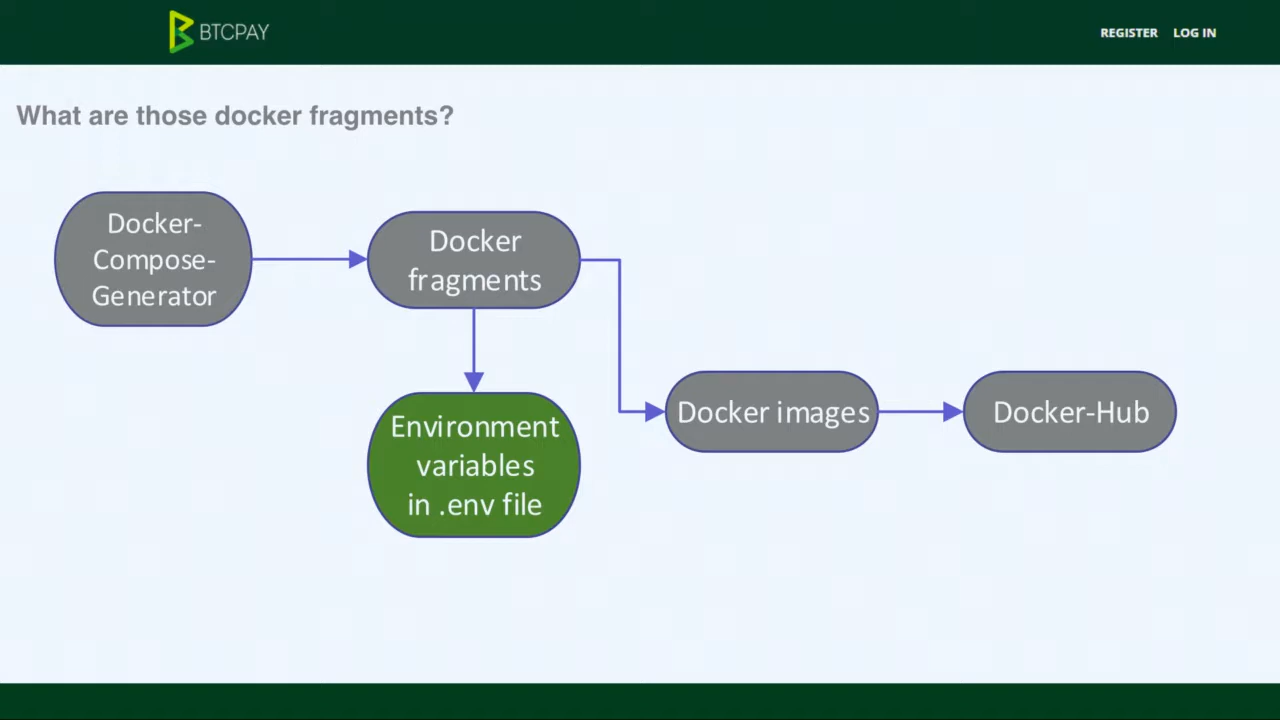 BTCPAY
REGISTER LOG IN
What are those docker fragments?
Docker-
Compose-
Generator
Docker
fragments
Environment
variables
in .env file
Docker images
Docker-Hub